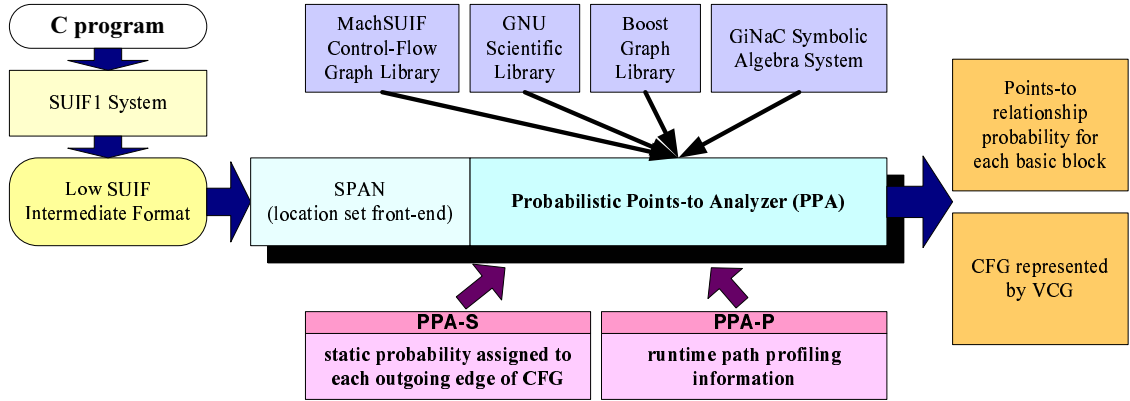 C program
SUIF1 System
Low SUIF
Intermediate Format
MachSUIF
Control-Flow
Graph Library
GNU
Scientific
Library
Boost
Graph
Library
GiNaC Symbolic
Algebra System
SPAN
(location set front-end)
Probabilistic Points-to Analyzer (PPA)
PPA-S
static probability assigned to
each outgoing edge of CFG
PPA-P
runtime path profiling
information
Points-to
relationship
probability for
each basic block
CFG represented
by VCG